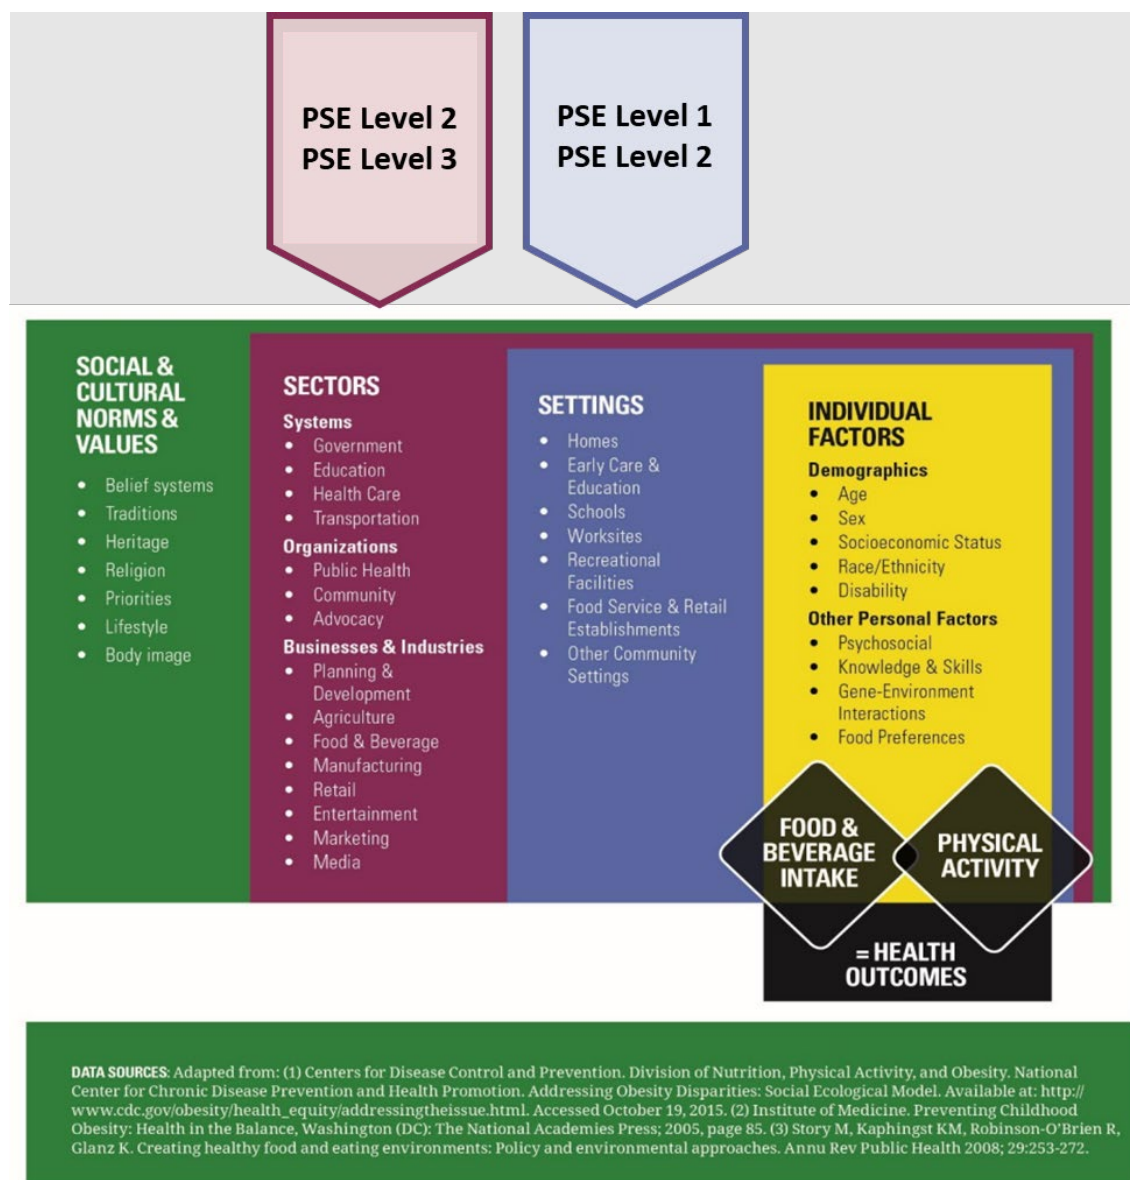 PSE Level 2
PSE Level 3
PSE Level 1
PSE Level 2
SOCIAL &
CULTURAL
NORMS &
VALUES
• Belief systems
• Traditions
• Heritage
• Religion
• Priorities
• Lifestyle
• Body image
SECTORS
Systems
• Government
• Education
• Health Care
• Transportation
Organizations
• Public Health
• Community
• Advocacy
Businesses & Industries
• Planning &
Development
• Agriculture
• Food & Beverage
• Manufacturing
• Retail
• Entertainment
• Marketing
• Media
SETTINGS
• Homes
• Early Care &
Education
• Schools
• Worksites
• Recreational
Facilities
• Food Service & Retail
Establishments
• Other Community
Settings
INDIVIDUAL
FACTORS
Demographics
• Age
• Sex
• Socioeconomic Status
• Race/Ethnicity
• Disability
Other Personal Factors
• Psychosocial
• Knowledge & Skills
• Gene-Environment
Interactions
• Food Preferences
FOOD &
BEVERAGE
INTAKE
PHYSICAL
ACTIVITY
= HEALTH
OUTCOMES
DATA SOURCES: Adapted from: (1) Centers for Disease Control and Prevention. Division of Nutrition, Physical Activity, and Obesity. National
Center for Chronic Disease Prevention and Health Promotion. Addressing Obesity Disparities: Social Ecological Model. Available at: http://
www.cdc.gov/obesity/health_equity/addressingtheissue.html. Accessed October 19, 2015. (2) Institute of Medicine. Preventing Childhood
Obesity: Health in the Balance, Washington (DC): The National Academies Press; 2005, page 85. (3) Story M, Kaphingst KM, Robinson-O'Brien R,
Glanz K. Creating healthy food and eating environments: Policy and environmental approaches. Annu Rev Public Health 2008; 29:253-272.